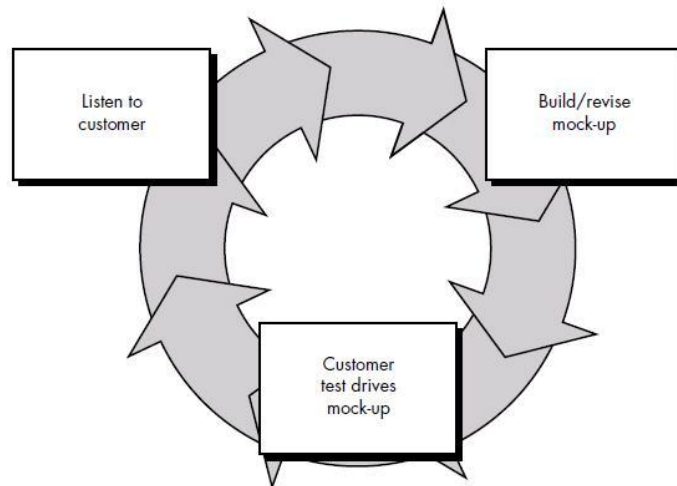 Listen to
customer
Build/revise
mock-up
Customer
test drives
mock-up